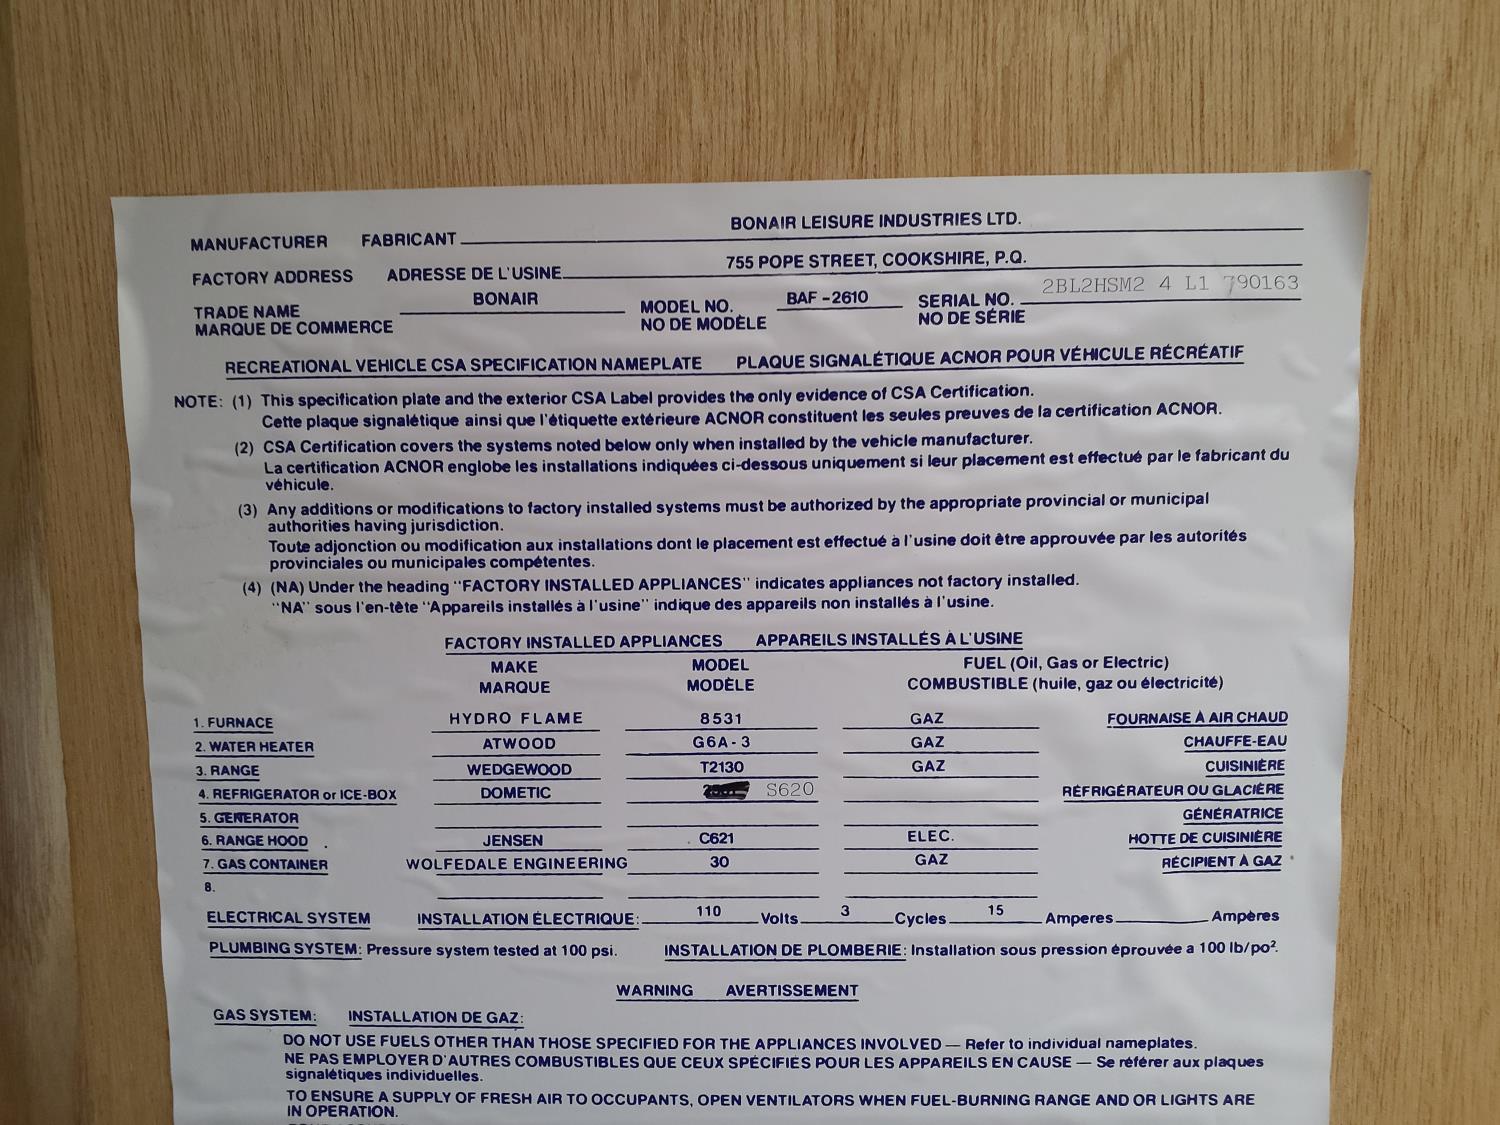 BONAIR LEISURE INDUSTRIES LTD.
MANUFACTURER FABRICANT
755 POPE STREET, COOKSHIRE, P.Q.
FACTORY ADDRESS ADRESSE DE L'USINE
TRADE NAME BONAIR MODEL NO. BAF-2610 SERIAL NO. 2BL2HSM2 4 L1 790163
MARQUE DE COMMERCE NO DE MODÈLE NO DE SÉRIE
RECREATIONAL VEHICLE CSA SPECIFICATION NAMEPLATE PLAQUE SIGNALÉTIQUE ACNOR POUR VÉHICULE RÉCRÉATIF
NOTE: (1) This specification plate and the exterior CSA Label provides the only evidence of CSA Certification.
Cette plaque signalétique ainsi que l'étiquette extérieure ACNOR constituent les seules preuves de la certification ACNOR.
(2) CSA Certification covers the systems noted below only when installed by the vehicle manufacturer.
La certification ACNOR englobe les installations indiquées ci-dessous uniquement si leur placement est effectué par le fabricant du
véhicule.
(3) Any additions or modifications to factory installed systems must be authorized by the appropriate provincial or municipal
authorities having jurisdiction.
Toute adjonction ou modification aux installations dont le placement est effectué à l'usine doit être approuvée par les autorités
provinciales ou municipales compétentes.
(4) (NA) Under the heading "FACTORY INSTALLED APPLIANCES" indicates appliances not factory installed.
"NA" sous l'en-tête "Appareils installés à l'usine" indique des appareils non installés à l'usine.
FACTORY INSTALLED APPLIANCES APPAREILS INSTALLÉS À L'USINE
MAKE MODEL FUEL (Oil, Gas or Electric)
MARQUE MODÈLE COMBUSTIBLE (huile, gaz ou électricité)
1. FURNACE HYDRO FLAME 8531 GAZ FOURNAISE À AIR CHAUD
2. WATER HEATER ATWOOD G6A-3 GAZ CHAUFFE-EAU
3. RANGE WEDGEWOOD T2130 GAZ CUISINIÈRE
4. REFRIGERATOR or ICE-BOX DOMETIC S620 RÉFRIGÉRATEUR OU GLACIÈRE
5. GENERATOR GÉNÉRATRICE
6. RANGE HOOD JENSEN C621 ELEC. HOTTE DE CUISINIÈRE
7. GAS CONTAINER WOLFEDALE ENGINEERING 30 GAZ RÉCIPIENT À GAZ
8.
ELECTRICAL SYSTEM INSTALLATION ÉLECTRIQUE: 110 Volts 3 Cycles 15 Amperes Ampères
PLUMBING SYSTEM: Pressure system tested at 100 psi. INSTALLATION DE PLOMBERIE: Installation sous pression éprouvée a 100 lb/po².
WARNING AVERTISSEMENT
GAS SYSTEM: INSTALLATION DE GAZ:
DO NOT USE FUELS OTHER THAN THOSE SPECIFIED FOR THE APPLIANCES INVOLVED — Refer to individual nameplates.
NE PAS EMPLOYER D'AUTRES COMBUSTIBLES QUE CEUX SPÉCIFIÉS POUR LES APPAREILS EN CAUSE — Se référer aux plaques
signalétiques individuelles.
TO ENSURE A SUPPLY OF FRESH AIR TO OCCUPANTS, OPEN VENTILATORS WHEN FUEL-BURNING RANGE AND OR LIGHTS ARE
IN OPERATION.